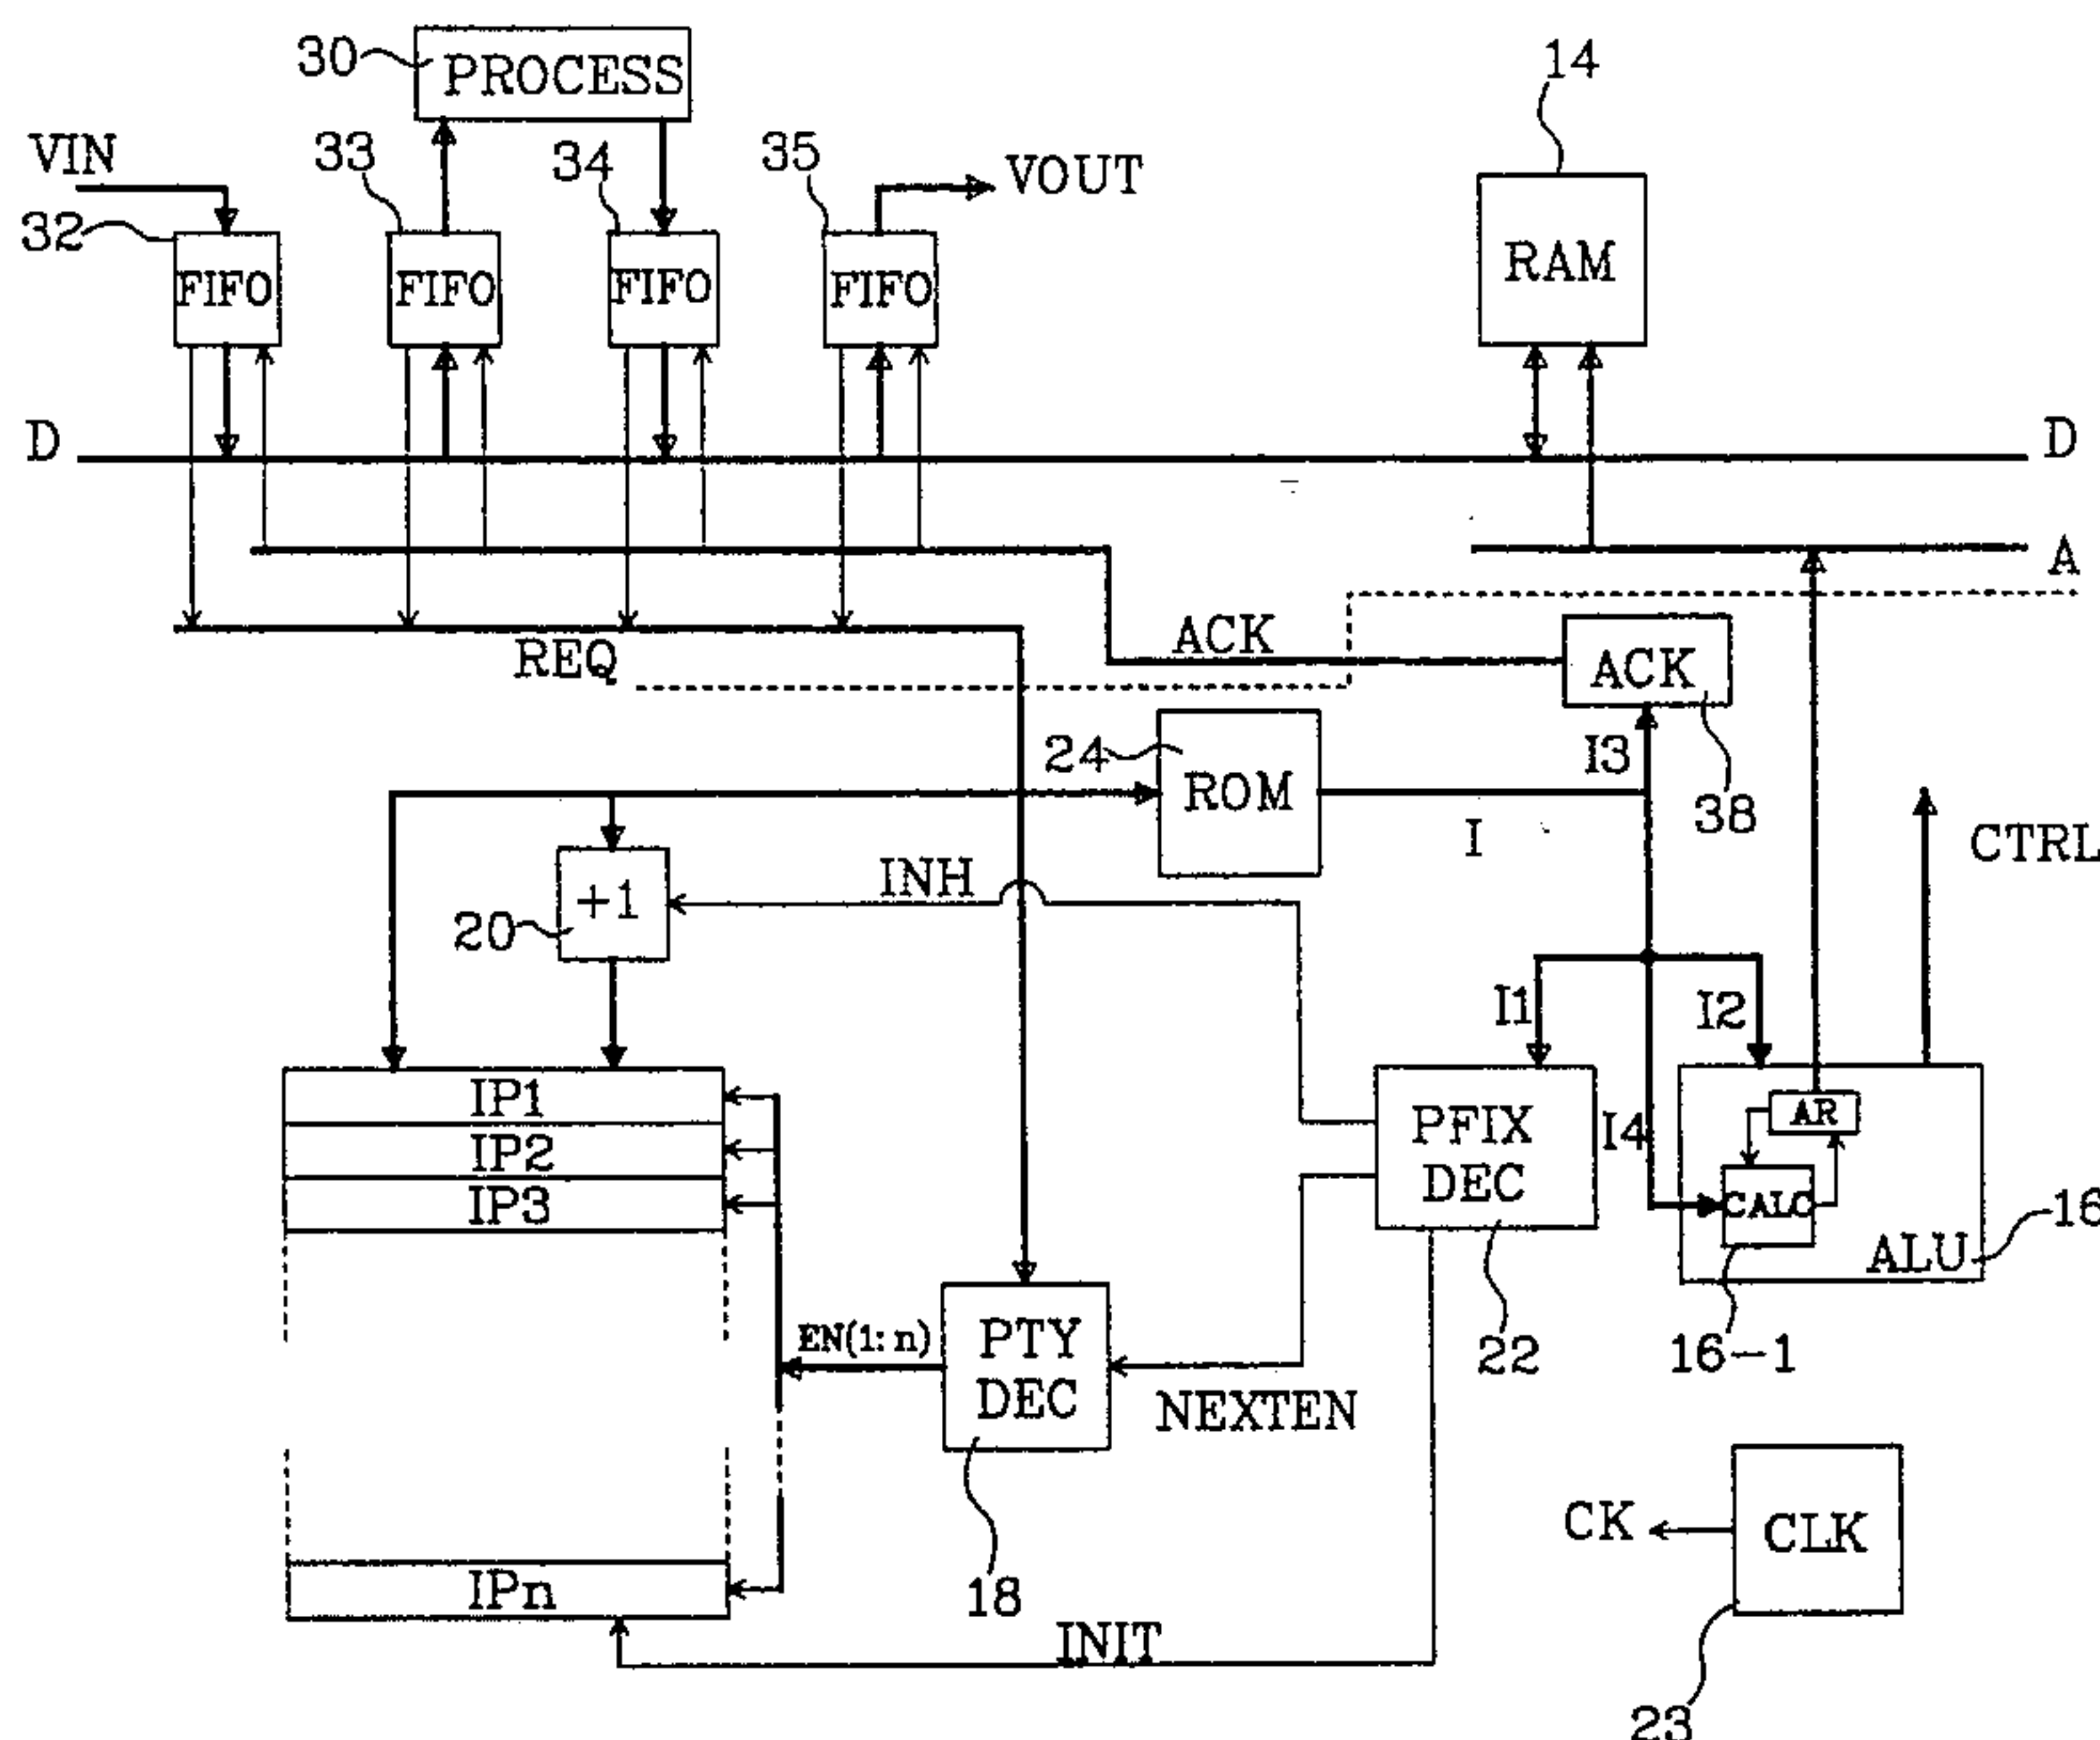 30
PROCESS
14
VIN
33
34
35
VOUT
32
FIFO
FIFO
FIFO
FIFO
RAM
D
D
A
REQ
ACK
ACK
24
ROM
I3
38
I
CTRL
INH
+1
20
I1
I2
IP1
IP2
IP3
PFIX
DEC
I4
AR
CALC
ALU
16
EN(1:n)
PTY
DEC
NEXTEN
22
16-1
IPn
18
CK
CLK
INIT
23